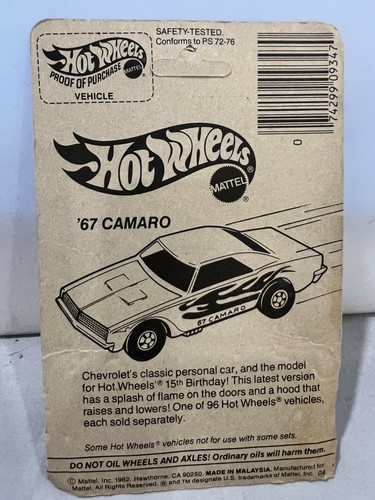 SAFETY-TESTED.
Conforms to PS 72-76
Hot Wheels®
PROOF OF PURCHASE
MATTEL
VEHICLE
74299 09347
0
Hot Wheels
MATTEL
®
'67 CAMARO
67 CAMARO
Chevrolet's classic personal car, and the model
for Hot Wheels'® 15th Birthday! This latest version
has a splash of flame on the doors and a hood that
raises and lowers! One of 96 Hot Wheels® vehicles,
each sold separately.
Some Hot Wheels® vehicles not for use with some sets.
DO NOT OIL WHEELS AND AXLES! Ordinary oils will harm them.
© Mattel, Inc. 1982. Hawthorne, CA 90250. MADE IN MALAYSIA. Manufactured for
Mattel. All Rights Reserved. ® and ™ designate U.S. Trademarks of Mattel, Inc. 04